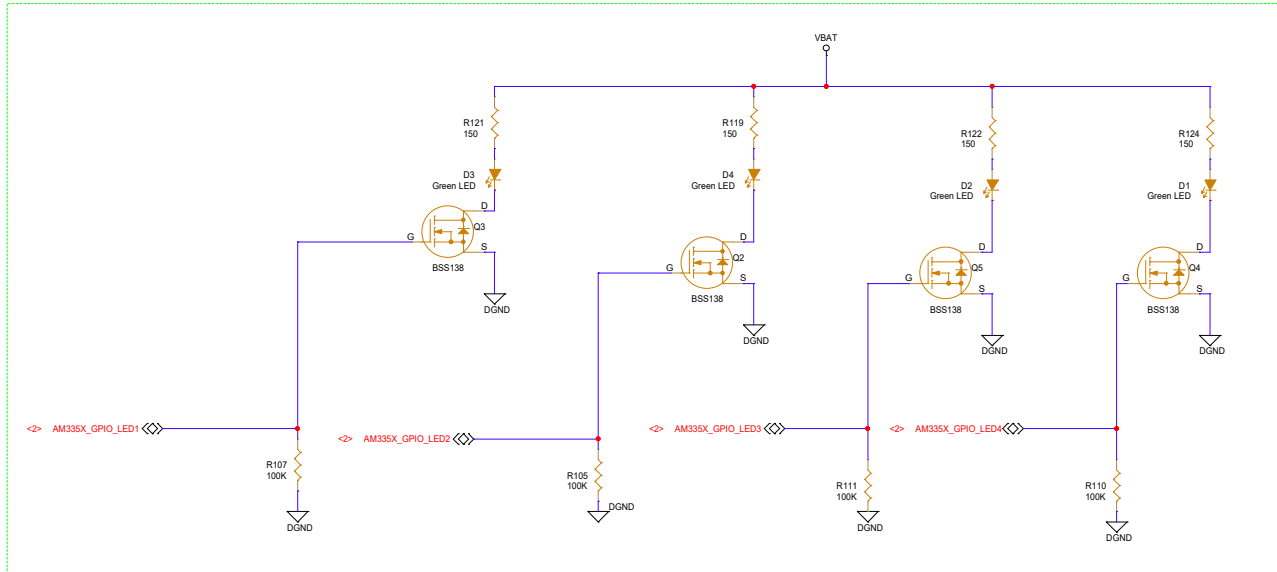 VBAT
R121
150
R119
150
R122
150
R124
150
D3
Green LED
D4
Green LED
D2
Green LED
D1
Green LED
D
G
Q3
S
BSS138
DGND
D
G
Q2
S
BSS138
DGND
D
G
Q5
S
BSS138
DGND
D
G
Q4
S
BSS138
DGND
<2> AM335X_GPIO_LED1
<2> AM335X_GPIO_LED2
<2> AM335X_GPIO_LED3
<2> AM335X_GPIO_LED4
R107
100K
DGND
R105
100K
DGND
R111
100K
DGND
R110
100K
DGND